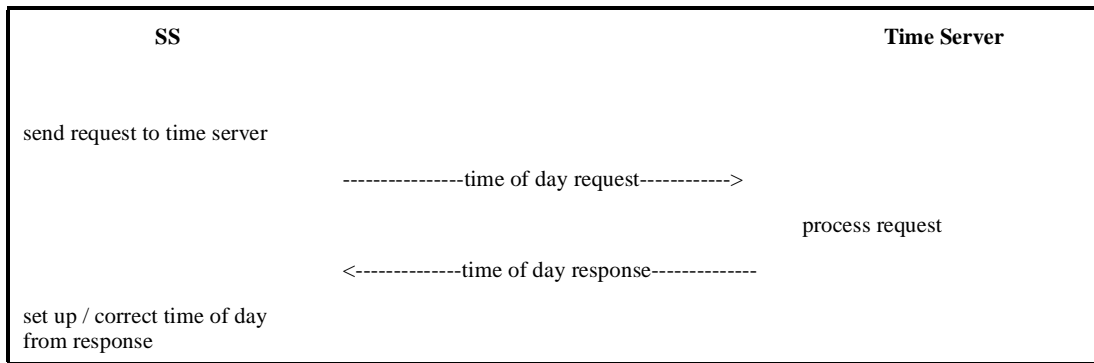 SS Time Server
send request to time server
----------------time of day request------------>
process request
<--------------time of day response--------------
set up / correct time of day
from response